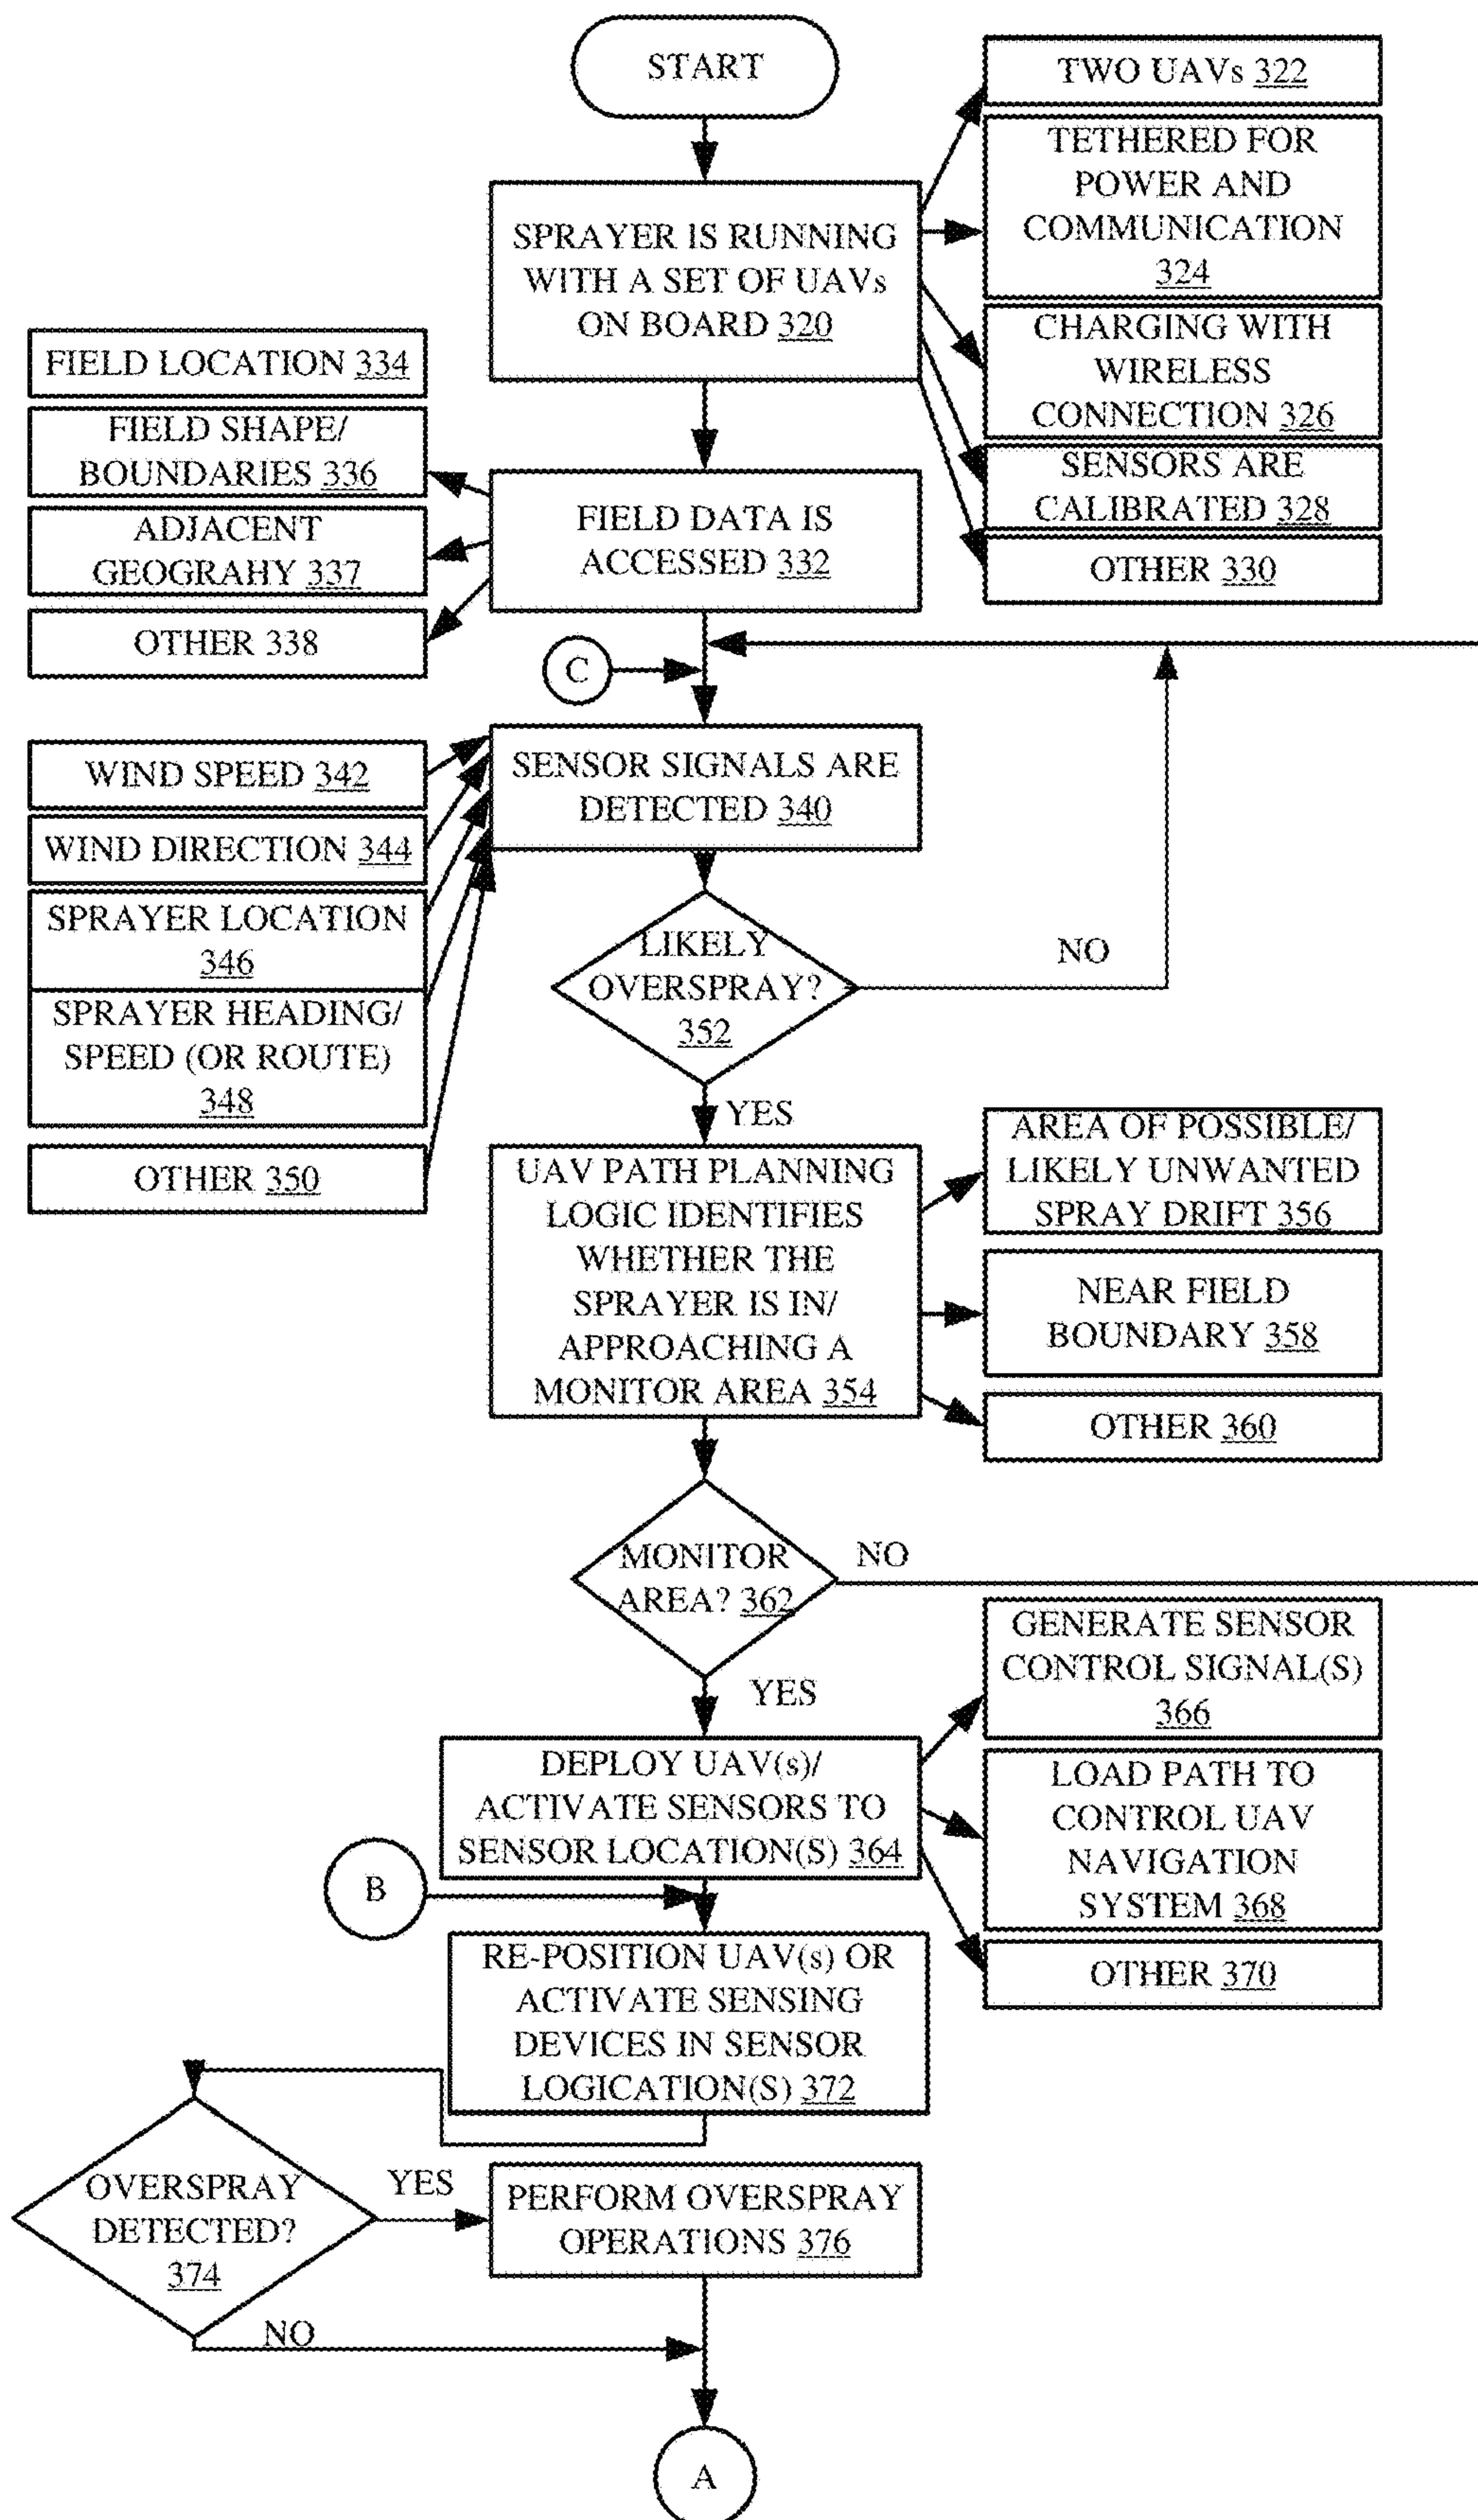 START
TWO UAVs 322
TETHERED FOR
POWER AND
COMMUNICATION
324
SPRAYER IS RUNNING
WITH A SET OF UAVs
ON BOARD 320
CHARGING WITH
WIRELESS
CONNECTION 326
SENSORS ARE
CALIBRATED 328
OTHER 330
FIELD LOCATION 334
FIELD SHAPE/
BOUNDARIES 336
ADJACENT
GEOGRAHY 337
OTHER 338
FIELD DATA IS
ACCESSED 332
C
WIND SPEED 342
WIND DIRECTION 344
SPRAYER LOCATION
346
SPRAYER HEADING/
SPEED (OR ROUTE)
348
OTHER 350
SENSOR SIGNALS ARE
DETECTED 340
LIKELY
OVERSPRAY?
352
NO
YES
UAV PATH PLANNING
LOGIC IDENTIFIES
WHETHER THE
SPRAYER IS IN/
APPROACHING A
MONITOR AREA 354
AREA OF POSSIBLE/
LIKELY UNWANTED
SPRAY DRIFT 356
NEAR FIELD
BOUNDARY 358
OTHER 360
MONITOR
AREA? 362
NO
YES
GENERATE SENSOR
CONTROL SIGNAL(S)
366
DEPLOY UAV(s)/
ACTIVATE SENSORS TO
SENSOR LOCATION(S) 364
LOAD PATH TO
CONTROL UAV
NAVIGATION
SYSTEM 368
OTHER 370
B
RE-POSITION UAV(s) OR
ACTIVATE SENSING
DEVICES IN SENSOR
LOGICATION(S) 372
OVERSPRAY
DETECTED?
374
YES
PERFORM OVERSPRAY
OPERATIONS 376
NO
A